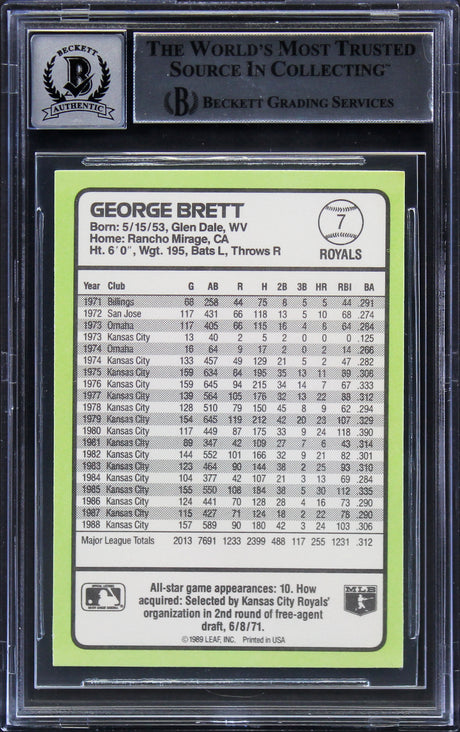 BECKETT
B
AUTHENTIC
THE WORLD'S MOST TRUSTED
SOURCE IN COLLECTING™
B BECKETT GRADING SERVICES
GEORGE BRETT
Born: 5/15/53, Glen Dale, WV
Home: Rancho Mirage, CA
Ht. 6'0", Wgt. 195, Bats L, Throws R
7
ROYALS
Year Club G AB R H 2B 3B HR RBI BA
1971 Billings 68 258 44 75 8 5 5 44 .291
1972 San Jose 117 431 66 118 13 5 10 68 .274
1973 Omaha 117 405 66 115 16 4 8 64 .284
1973 Kansas City 13 40 2 5 2 0 0 0 .125
1974 Omaha 16 64 9 17 2 0 2 14 .266
1974 Kansas City 133 457 49 129 21 5 2 47 .282
1975 Kansas City 159 634 84 195 35 13 11 89 .308
1976 Kansas City 159 645 94 215 34 14 7 67 .333
1977 Kansas City 139 564 105 176 32 13 22 88 .312
1978 Kansas City 128 510 79 150 45 8 9 62 .294
1979 Kansas City 154 645 119 212 42 20 23 107 .329
1980 Kansas City 117 449 87 175 33 9 24 118 .390
1981 Kansas City 89 347 42 109 27 7 6 43 .314
1982 Kansas City 144 552 101 166 32 9 21 82 .301
1983 Kansas City 123 464 90 144 38 2 25 93 .310
1984 Kansas City 104 377 42 107 21 3 13 69 .284
1985 Kansas City 155 550 108 184 38 5 30 112 .335
1986 Kansas City 124 441 70 128 28 4 16 73 .290
1987 Kansas City 115 427 71 124 18 2 22 78 .290
1988 Kansas City 157 589 90 180 42 3 24 103 .306
Major League Totals 2013 7691 1233 2399 488 117 255 1231 .312
All-star game appearances: 10. How
acquired: Selected by Kansas City Royals'
organization in 2nd round of free-agent
draft, 6/8/71.
©1989 LEAF, INC. Printed in USA
MLB